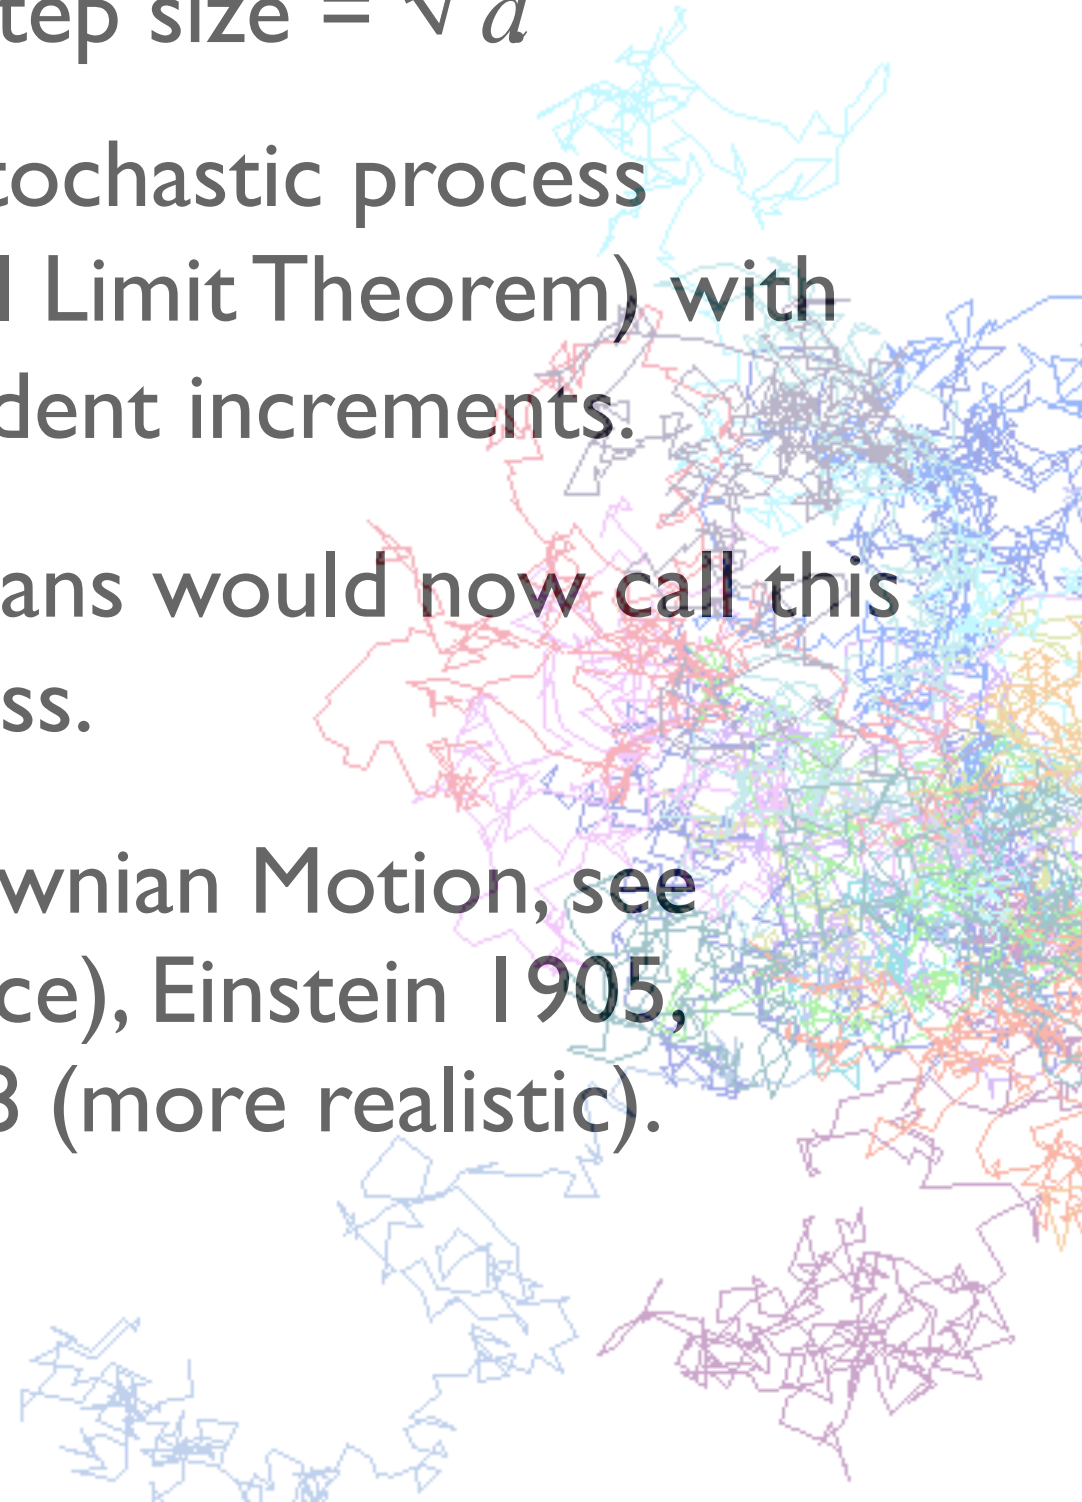 tep size = √d
tochastic process
l Limit Theorem) with
dent increments.
ans would now call this
ss.
wnian Motion, see
ce), Einstein 1905,
8 (more realistic).